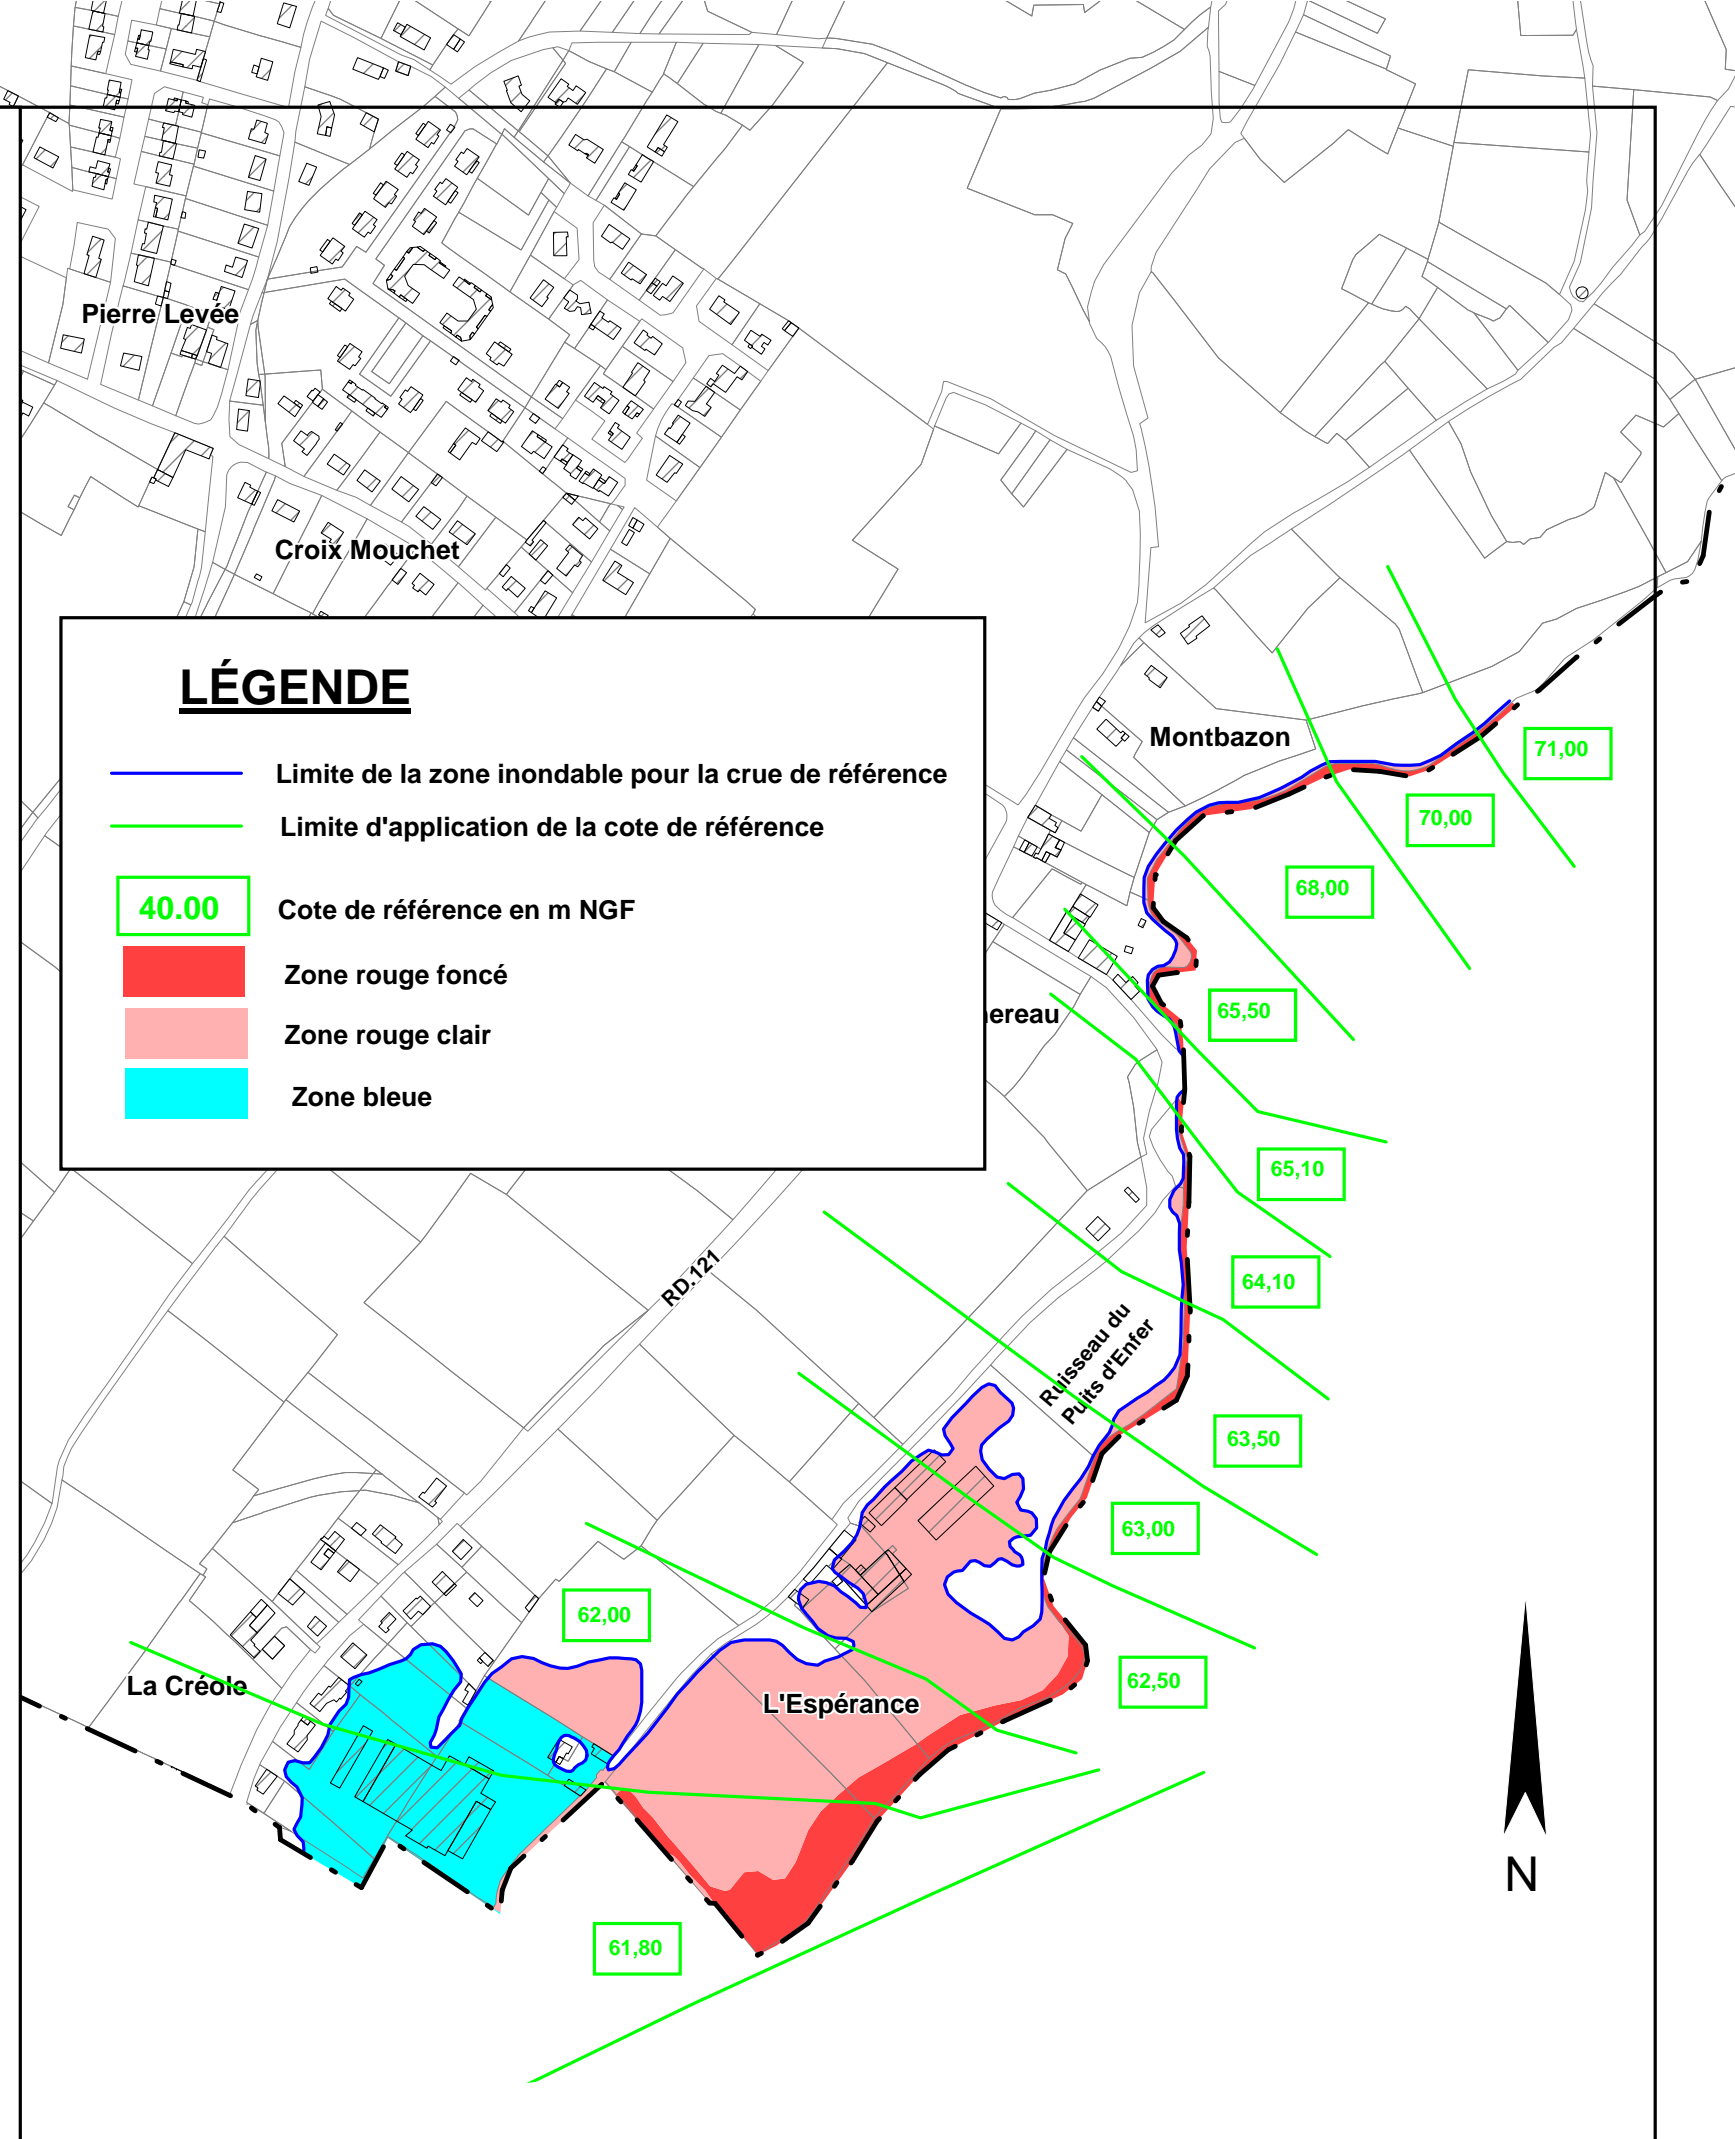 Pierre Levée
Croix Mouchet
LÉGENDE
Limite de la zone inondable pour la crue de référence
Limite d'application de la cote de référence
40.00
Cote de référence en m NGF
Zone rouge foncé
Zone rouge clair
Zone bleue
Montbazon
71,00
70,00
68,00
65,50
ereau
65,10
64,10
RD.121
Ruisseau du
Puits d'Enfer
63,50
63,00
62,00
62,50
La Créole
L'Espérance
61,80
N